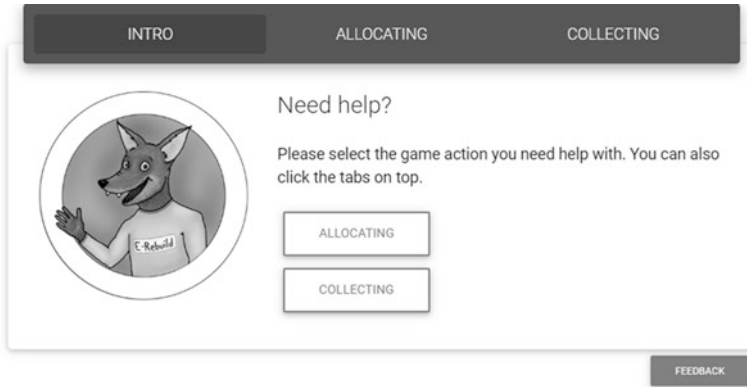 INTRO
ALLOCATING
COLLECTING
Need help?
Please select the game action you need help with. You can also
click the tabs on top.
E-Rebuild
ALLOCATING
COLLECTING
FEEDBACK